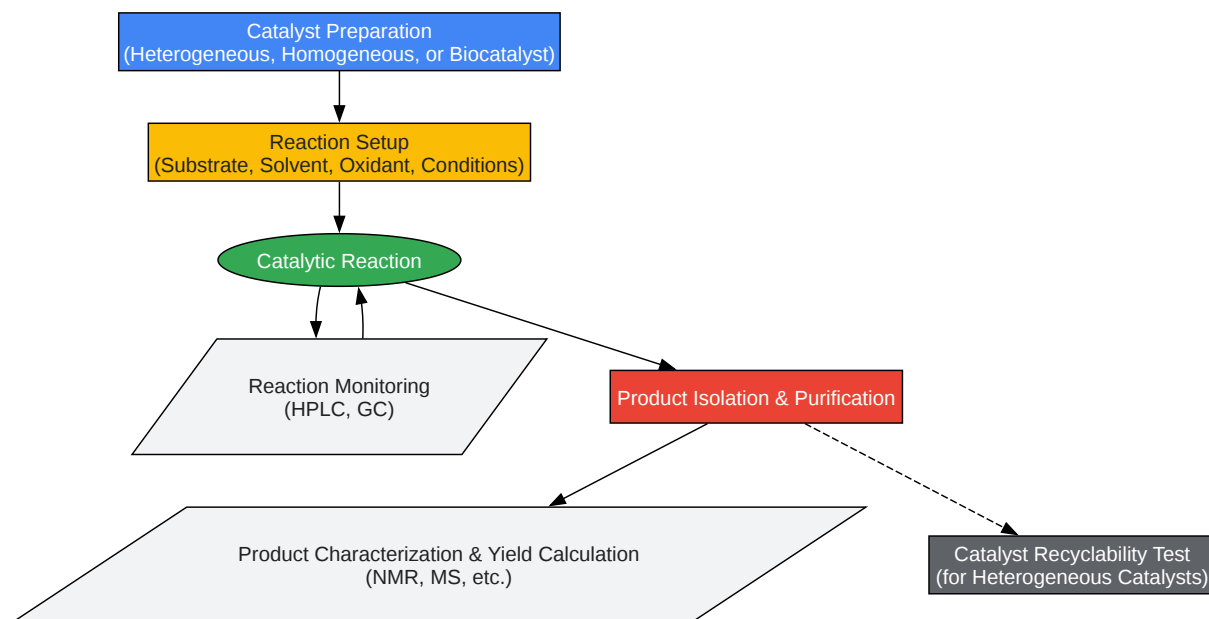 Catalyst Preparation
(Heterogeneous, Homogeneous, or Biocatalyst)
Reaction Setup
(Substrate, Solvent, Oxidant, Conditions)
Catalytic Reaction
Reaction Monitoring
(HPLC, GC)
Product Isolation & Purification
Product Characterization & Yield Calculation
(NMR, MS, etc.)
Catalyst Recyclability Test
(for Heterogeneous Catalysts)